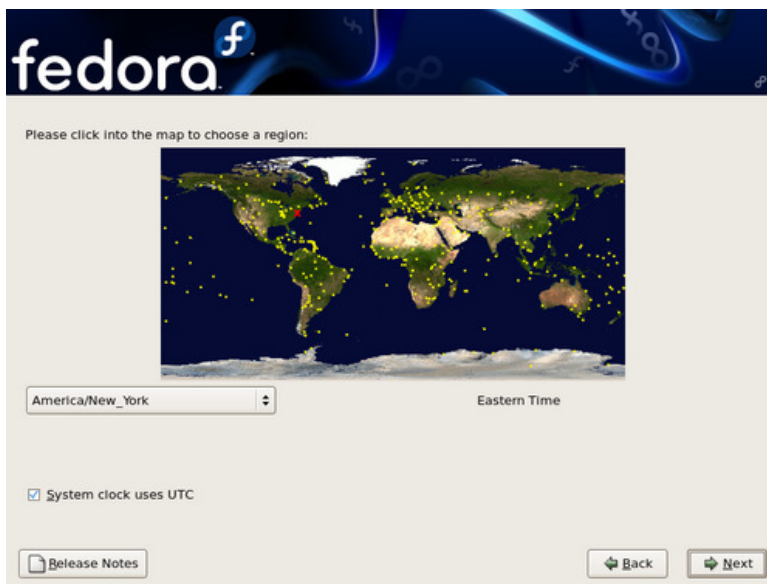 fedora
Please click into the map to choose a region:
America/New_York
Eastern Time
System clock uses UTC
Release Notes
Back
Next